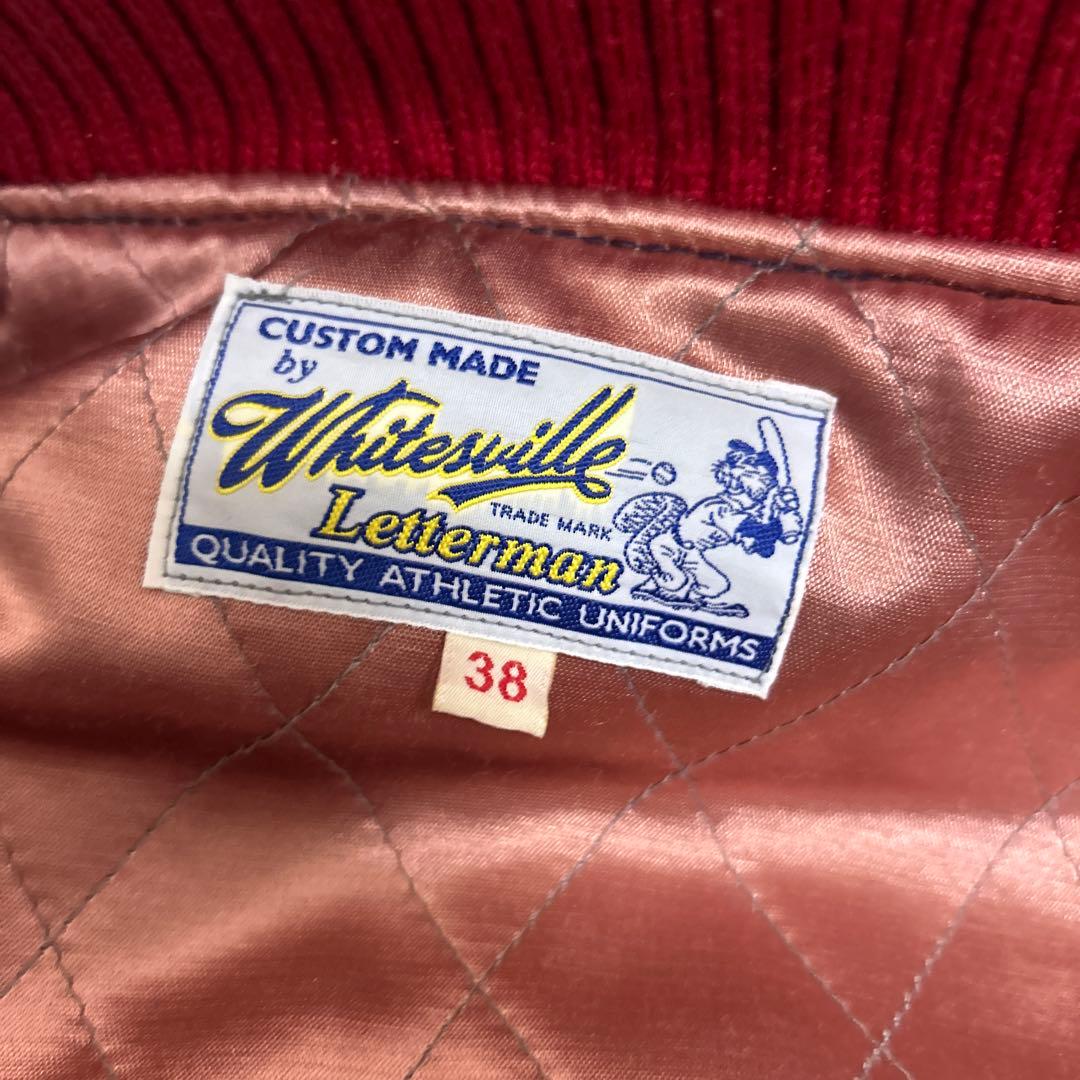 CUSTOM MADE
by
Whitesville
TRADE MARK
Letterman
QUALITY ATHLETIC UNIFORMS
38